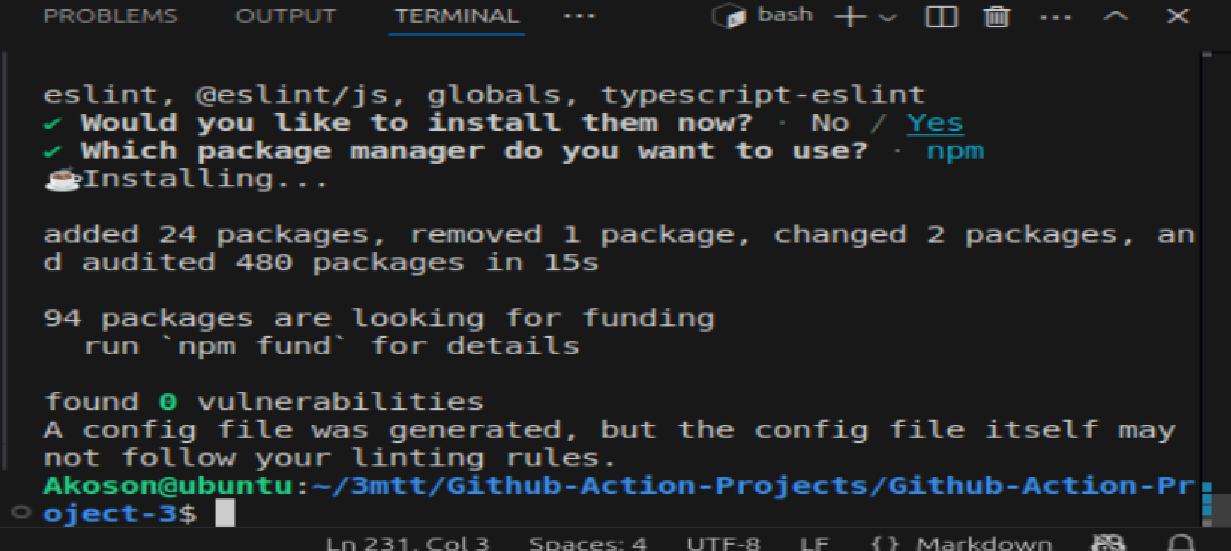 PROBLEMS OUTPUT TERMINAL ··· bash
eslint, @eslint/js, globals, typescript-eslint
✔ Would you like to install them now? · No / Yes
✔ Which package manager do you want to use? · npm
☕Installing...
added 24 packages, removed 1 package, changed 2 packages, an
d audited 480 packages in 15s
94 packages are looking for funding
run `npm fund` for details
found 0 vulnerabilities
A config file was generated, but the config file itself may
not follow your linting rules.
Akoson@ubuntu:~/3mtt/Github-Action-Projects/Github-Action-Pr
oject-3$
Ln 231, Col 3 Spaces: 4 UTF-8 LF {} Markdown